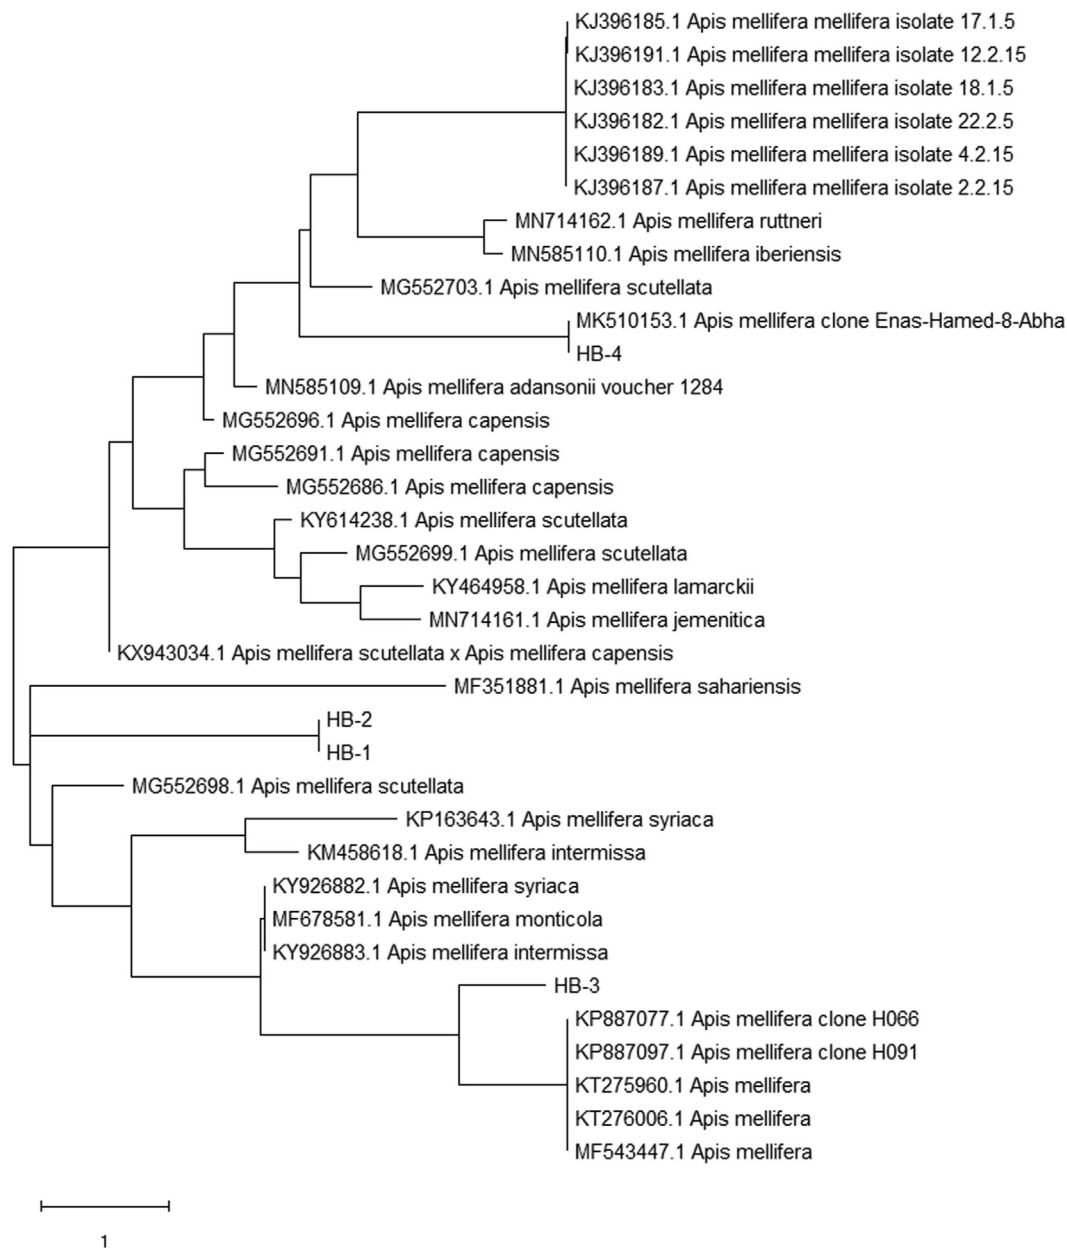 KJ396185.1 Apis mellifera mellifera isolate 17.1.5
KJ396191.1 Apis mellifera mellifera isolate 12.2.15
KJ396183.1 Apis mellifera mellifera isolate 18.1.5
KJ396182.1 Apis mellifera mellifera isolate 22.2.5
KJ396189.1 Apis mellifera mellifera isolate 4.2.15
KJ396187.1 Apis mellifera mellifera isolate 2.2.15
MN714162.1 Apis mellifera ruttneri
MN585110.1 Apis mellifera iberiensis
MG552703.1 Apis mellifera scutellata
MK510153.1 Apis mellifera clone Enas-Hamed-8-Abha
HB-4
MN585109.1 Apis mellifera adansonii voucher 1284
MG552696.1 Apis mellifera capensis
MG552691.1 Apis mellifera capensis
MG552686.1 Apis mellifera capensis
KY614238.1 Apis mellifera scutellata
MG552699.1 Apis mellifera scutellata
KY464958.1 Apis mellifera lamarckii
MN714161.1 Apis mellifera jemenitica
KX943034.1 Apis mellifera scutellata x Apis mellifera capensis
MF351881.1 Apis mellifera sahariensis
HB-2
HB-1
MG552698.1 Apis mellifera scutellata
KP163643.1 Apis mellifera syriaca
KM458618.1 Apis mellifera intermissa
KY926882.1 Apis mellifera syriaca
MF678581.1 Apis mellifera monticola
KY926883.1 Apis mellifera intermissa
HB-3
KP887077.1 Apis mellifera clone H066
KP887097.1 Apis mellifera clone H091
KT275960.1 Apis mellifera
KT276006.1 Apis mellifera
MF543447.1 Apis mellifera
1